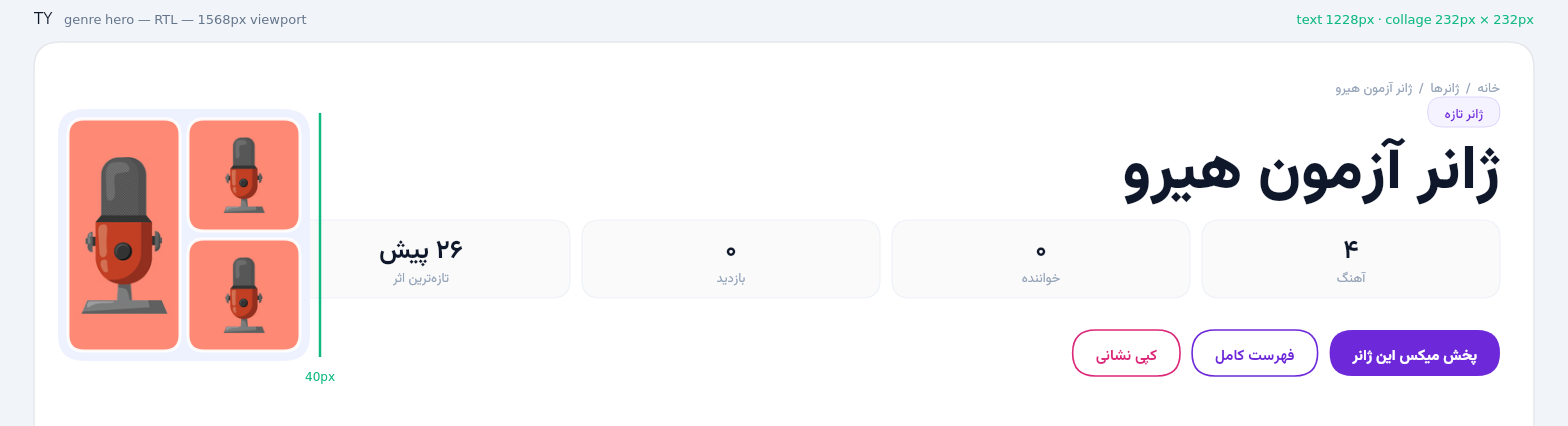 TY genre hero — RTL — 1568px viewport
text 1228px · collage 232px × 232px
خانه / ژانرها / ژانر آزمون هیرو
ژانر تازه
ژانر آزمون هیرو
۴
آهنگ
۰
خواننده
۰
بازدید
۲۶ پیش
تازه‌ترین اثر
پخش میکس این ژانر
فهرست کامل
کپی نشانی
40px